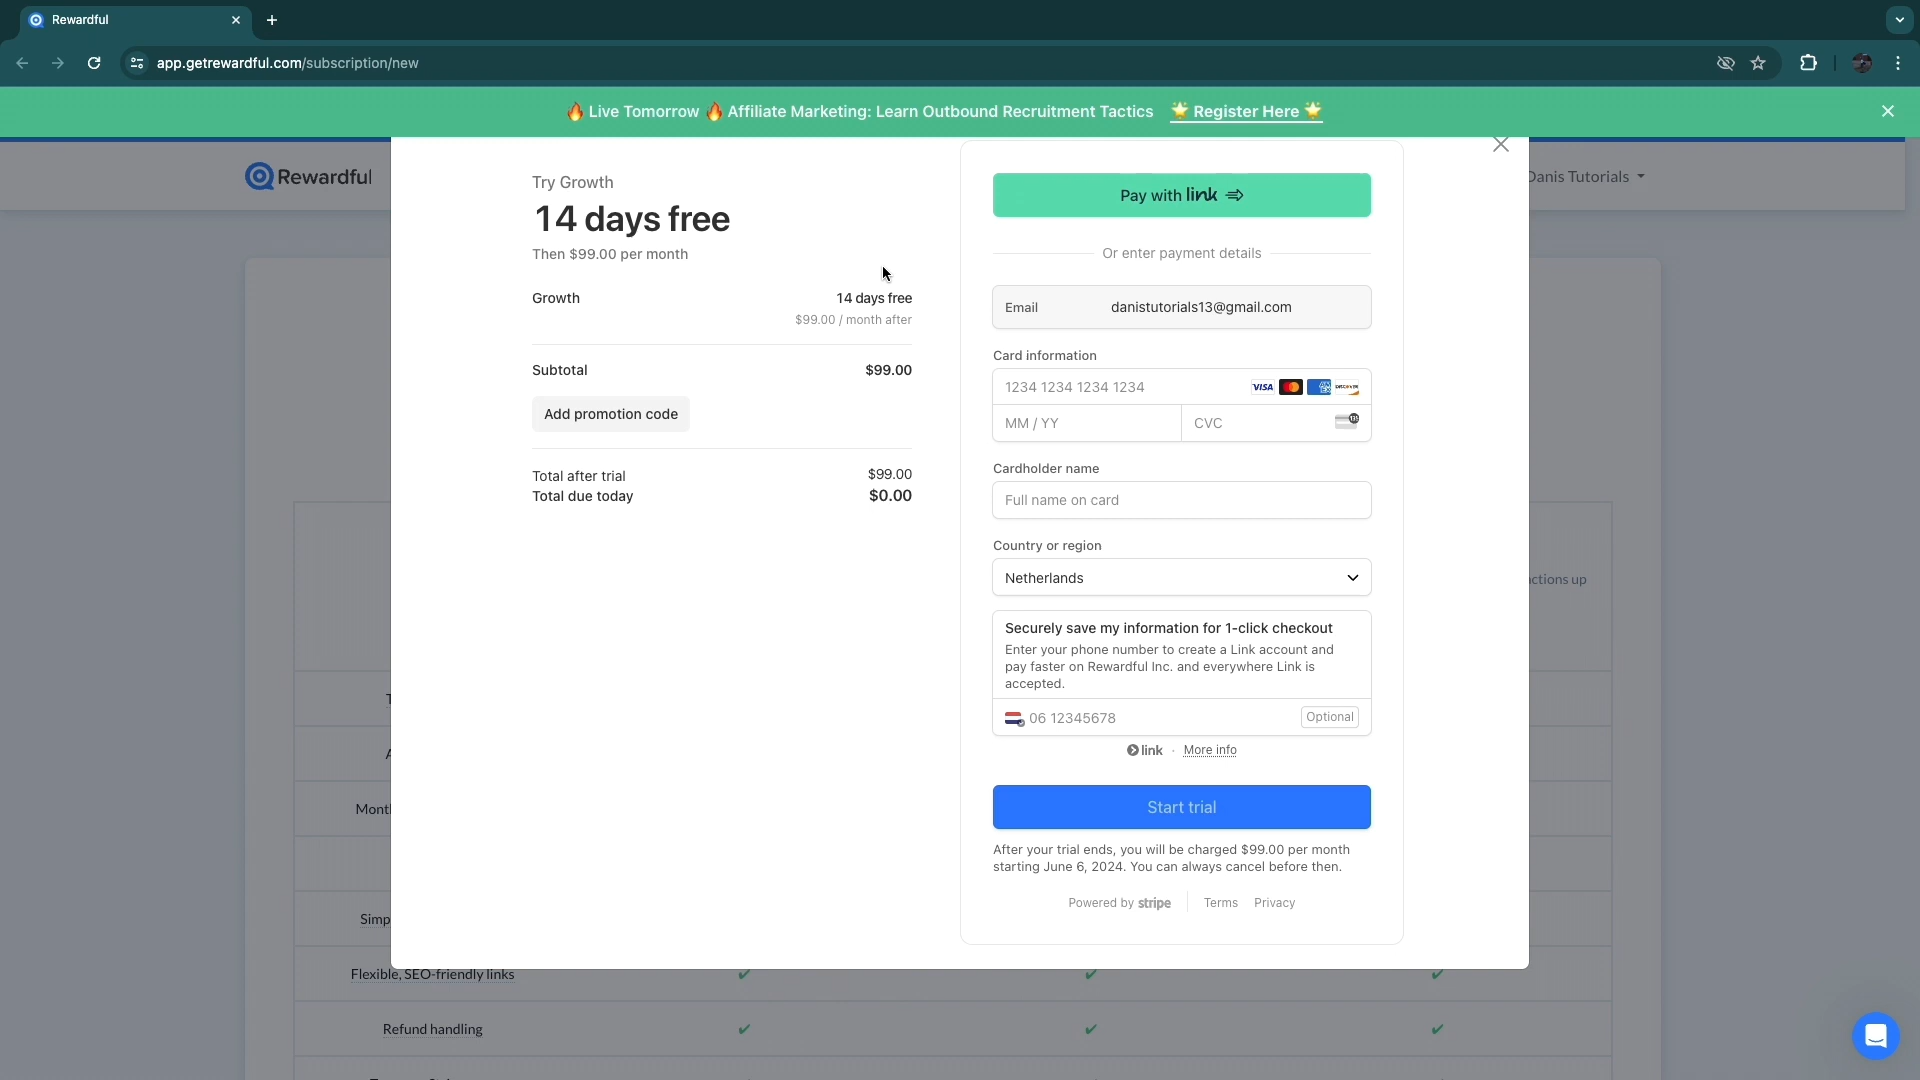 Rewardful
app.getrewardful.com/subscription/new
🔥 Live Tomorrow 🔥 Affiliate Marketing: Learn Outbound Recruitment Tactics 🌟 Register Here 🌟
Rewardful
Danis Tutorials
Try Growth
14 days free
Then $99.00 per month
Growth 14 days free
$99.00 / month after
Subtotal $99.00
Add promotion code
Total after trial $99.00
Total due today $0.00
Pay with link
Or enter payment details
Email danistutorials13@gmail.com
Card information
1234 1234 1234 1234 VISA DISCOVER
MM / YY CVC
Cardholder name
Full name on card
Country or region
Netherlands
Securely save my information for 1-click checkout
Enter your phone number to create a Link account and
pay faster on Rewardful Inc. and everywhere Link is
accepted.
06 12345678 Optional
link · More info
Start trial
After your trial ends, you will be charged $99.00 per month
starting June 6, 2024. You can always cancel before then.
Powered by stripe Terms Privacy
Flexible, SEO-friendly links
Refund handling